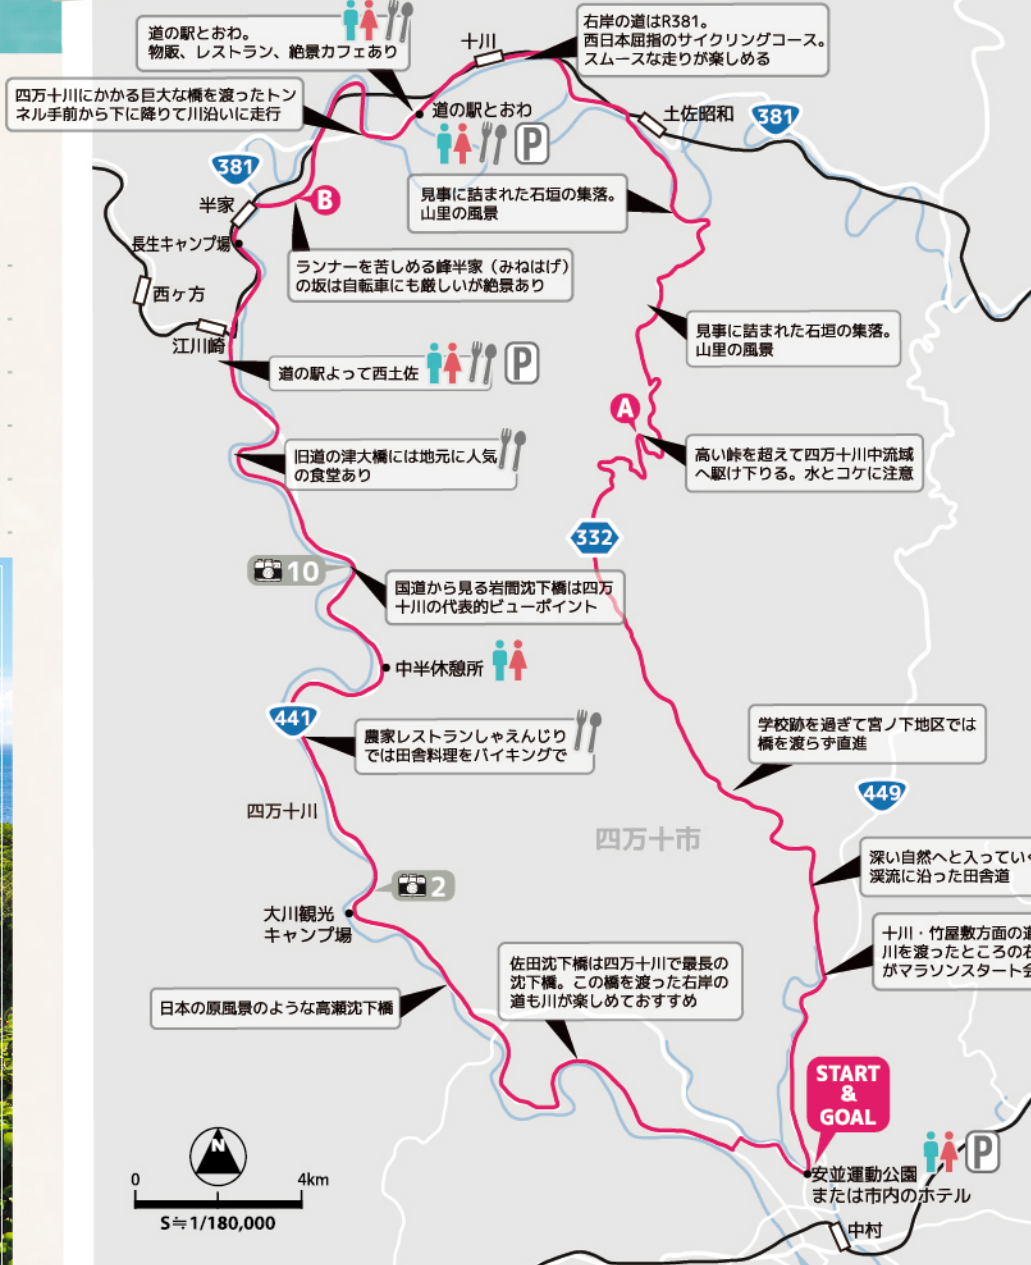 道の駅とおわ。
物販、レストラン、絶景カフェあり
十川
右岸の道はR381。
西日本屈指のサイクリングコース。
スムースな走りが楽しめる
四万十川にかかる巨大な橋を渡ったトン
ネル手前から下に降りて川沿いに走行
道の駅とおわ
P
土佐昭和
381
381
半家
B
見事に詰まれた石垣の集落。
山里の風景
長生キャンプ場
ランナーを苦しめる峰半家（みねはげ）
の坂は自転車にも厳しいが絶景あり
西ヶ方
江川崎
見事に詰まれた石垣の集落。
山里の風景
道の駅よって西土佐
P
A
旧道の津大橋には地元に人気
の食堂あり
高い峠を超えて四万十川中流域
へ駆け下りる。水とコケに注意
332
10
国道から見る岩間沈下橋は四万
十川の代表的ビューポイント
中半休憩所
441
農家レストランしゃえんじり
では田舎料理をバイキングで
学校跡を過ぎて宮ノ下地区では
橋を渡らず直進
449
四万十川
四万十市
深い自然へと入っていく
渓流に沿った田舎道
2
大川観光
キャンプ場
十川・竹屋敷方面の道
川を渡ったところの右
がマラソンスタート会
佐田沈下橋は四万十川で最長の
沈下橋。この橋を渡った右岸の
道も川が楽しめておすすめ
日本の原風景のような高瀬沈下橋
START
&
GOAL
N
P
0 4km
S≒1/180,000
安並運動公園
または市内のホテル
中村